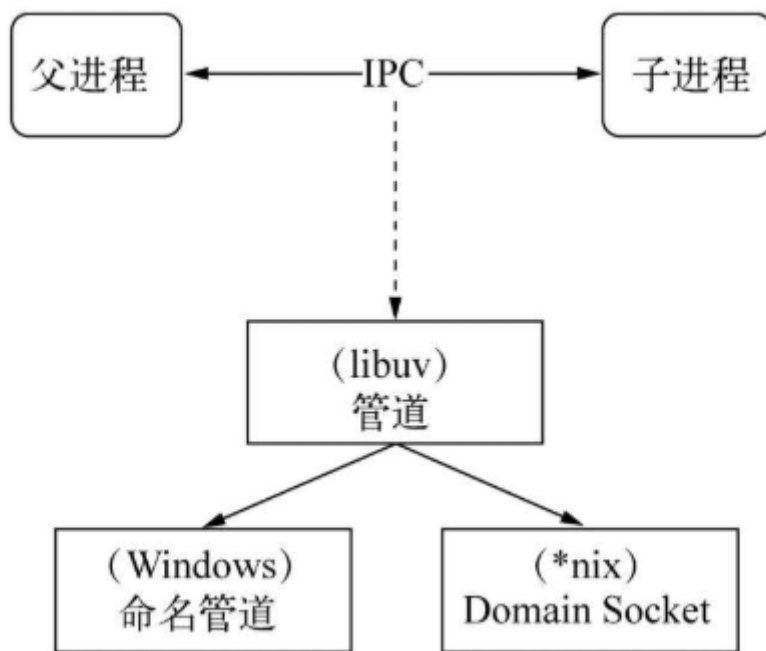 父进程
IPC
子进程
（libuv）
管道
（Windows）
命名管道
（*nix）
Domain Socket